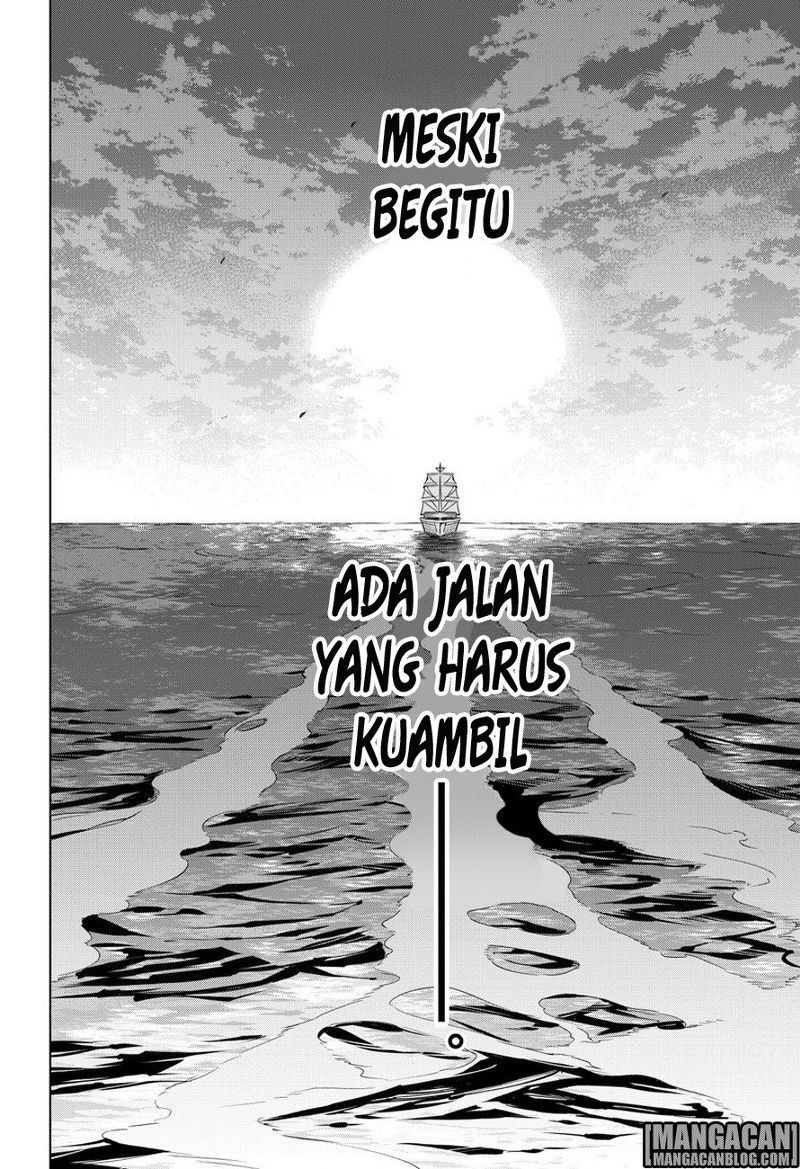 MESKI
BEGITU
ADA JALAN
YANG HARUS
KUAMBIL
。
MANGACAN
MANGACANBLOG.COM